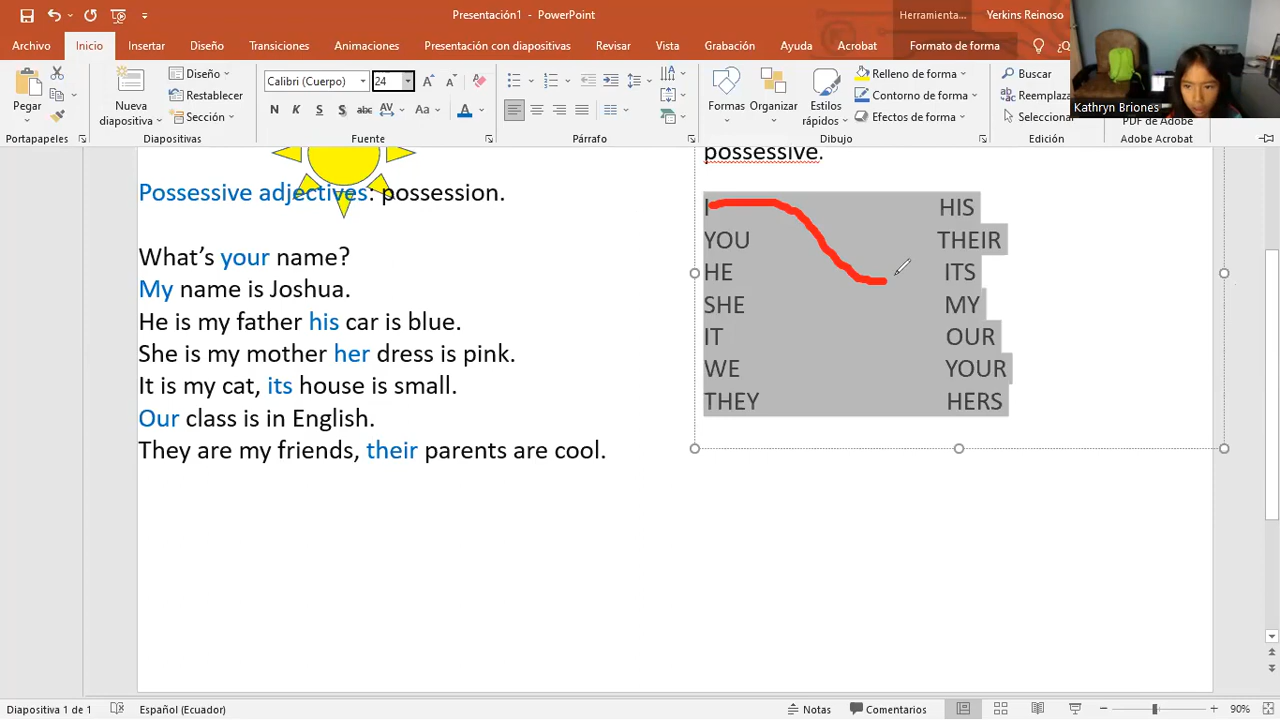 Presentación1 - PowerPoint
Herramienta...
Yerkins Reinoso
Archivo Inicio Insertar Diseño Transiciones Animaciones Presentación con diapositivas Revisar Vista Grabación Ayuda Acrobat Formato de forma ¿Q
Pegar
Portapapeles
Nueva diapositiva
Diseño
Restablecer
Sección
Diapositivas
Calibri (Cuerpo) 24
N K S abc AV Aa A
Fuente
Párrafo
Formas Organizar Estilos rápidos
Relleno de forma
Contorno de forma
Efectos de forma
Dibujo
Buscar
Reemplaza
Seleccionar
Edición
PDF de Adobe
Adobe Acrobat
Kathryn Briones
Possessive adjectives: possession.
What's your name?
My name is Joshua.
He is my father his car is blue.
She is my mother her dress is pink.
It is my cat, its house is small.
Our class is in English.
They are my friends, their parents are cool.
possessive.
I HIS
YOU THEIR
HE ITS
SHE MY
IT OUR
WE YOUR
THEY HERS
Diapositiva 1 de 1 Español (Ecuador) Notas Comentarios 90%